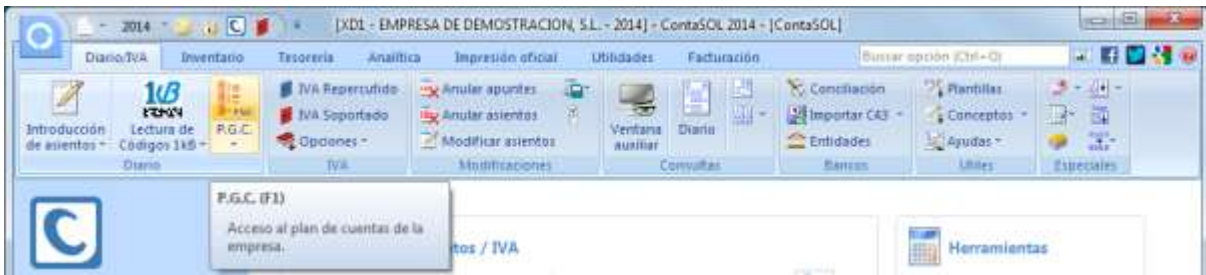 2014
[XD1 - EMPRESA DE DEMOSTRACION, S.L. - 2014] - ContaSOL 2014 - [ContaSOL]
Diario/IVA Inventario Tesorería Analítica Impresión oficial Utilidades Facturación Buscar opción (Ctrl+Q)
IVA Repercutido Anular apuntes Conciliación Plantillas
1KB
Introducción Lectura de P.G.C. IVA Soportado Anular asientos Ventana Diario Importar C43 Conceptos
de asientos Códigos 1kB Opciones Modificar asientos auxiliar Entidades Ayudas
Diario IVA Modificaciones Consultas Bancos Útiles Especiales
P.G.C. (F1)
Acceso al plan de cuentas de la
empresa.
C
tos / IVA
Herramientas